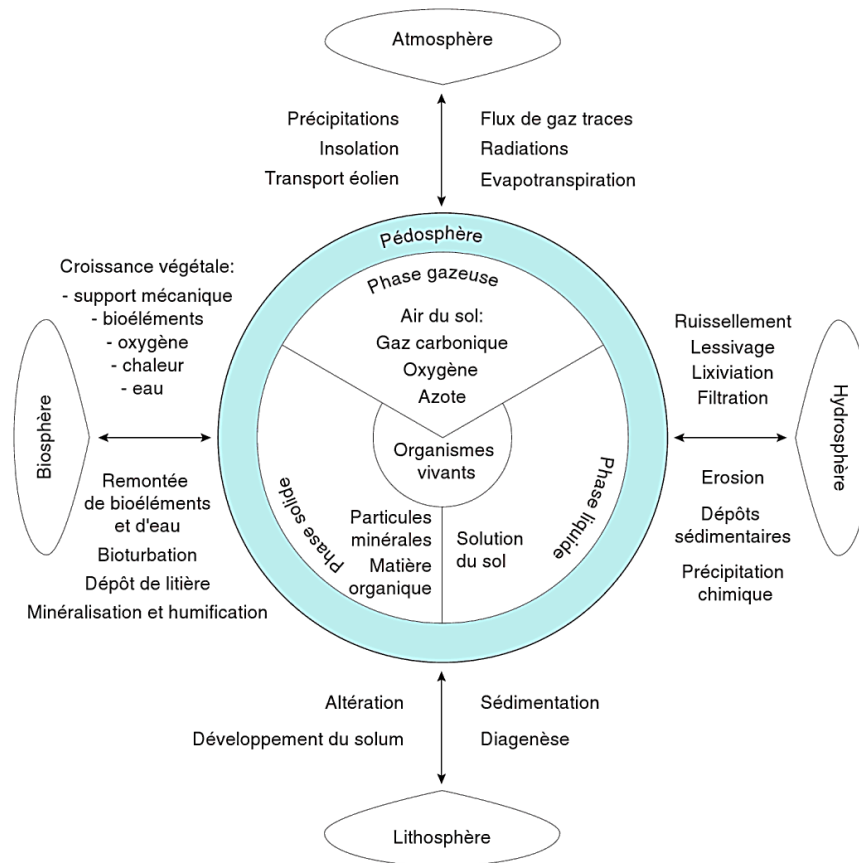 Atmosphère
Précipitations
Insolation
Transport éolien
Flux de gaz traces
Radiations
Evapotranspiration
Pédosphère
Phase gazeuse
Air du sol:
Gaz carbonique
Oxygène
Azote
Croissance végétale:
- support mécanique
- bioéléments
- oxygène
- chaleur
- eau
Biosphère
Remontée
de bioéléments
et d'eau
Bioturbation
Dépôt de litière
Minéralisation et humification
Organismes
vivants
Phase solide
Particules
minérales
Matière
organique
Solution
du sol
Phase liquide
Ruissellement
Lessivage
Lixiviation
Filtration
Hydrosphère
Erosion
Dépôts
sédimentaires
Précipitation
chimique
Altération
Développement du solum
Sédimentation
Diagenèse
Lithosphère